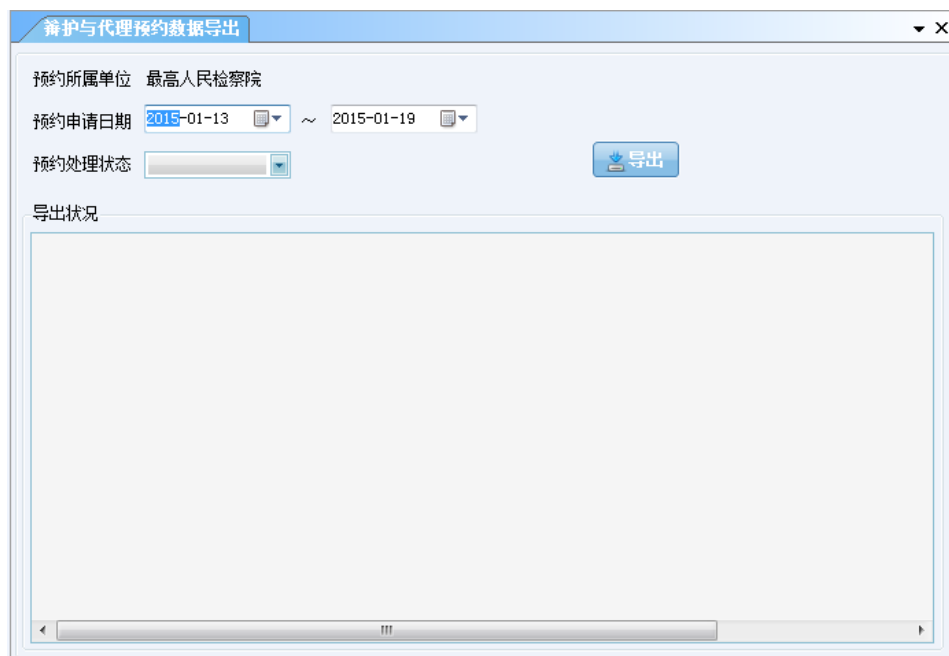 辩护与代理预约数据导出
预约所属单位 最高人民检察院
预约申请日期 2015-01-13 ～ 2015-01-19
预约处理状态
导出
导出状况